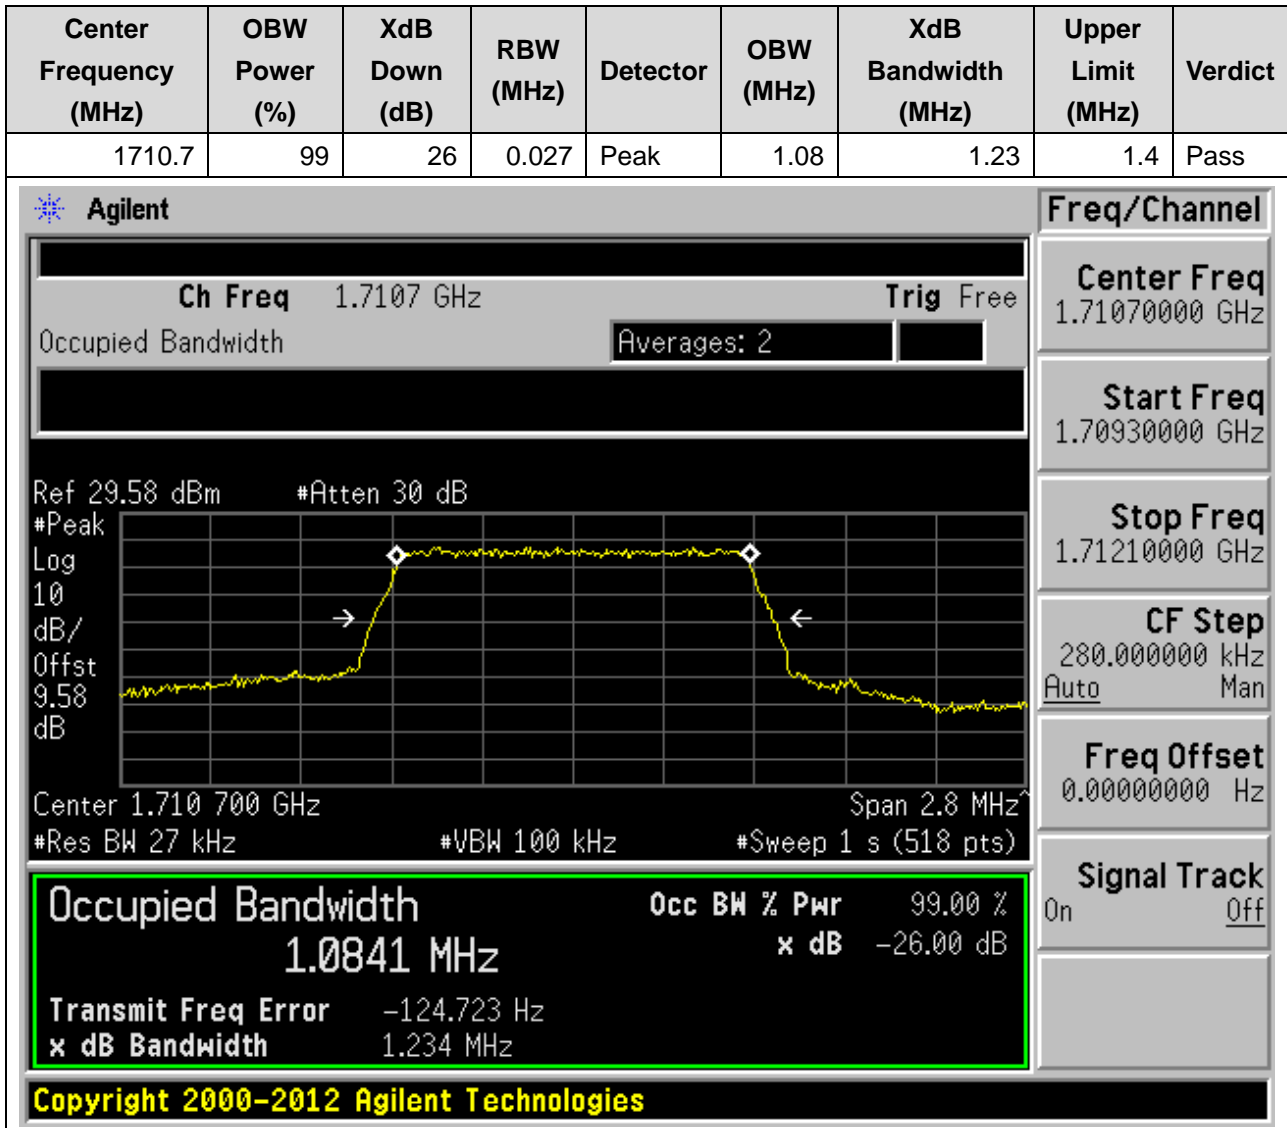 Center Frequency (MHz) OBW Power (%) XdB Down (dB) RBW (MHz) Detector OBW (MHz) XdB Bandwidth (MHz) Upper Limit (MHz) Verdict
1710.7 99 26 0.027 Peak 1.08 1.23 1.4 Pass
Agilent
Freq/Channel
Ch Freq 1.7107 GHz Trig Free
Occupied Bandwidth Averages: 2
Center Freq
1.71070000 GHz
Start Freq
1.70930000 GHz
Stop Freq
1.71210000 GHz
CF Step
280.000000 kHz
Auto Man
Freq Offset
0.00000000 Hz
Signal Track
On Off
Ref 29.58 dBm #Atten 30 dB
#Peak
Log
10
dB/
Offst
9.58
dB
Center 1.710 700 GHz Span 2.8 MHz^
#Res BW 27 kHz #VBW 100 kHz #Sweep 1 s (518 pts)
Occupied Bandwidth Occ BW % Pwr 99.00 %
1.0841 MHz x dB -26.00 dB
Transmit Freq Error -124.723 Hz
x dB Bandwidth 1.234 MHz
Copyright 2000-2012 Agilent Technologies